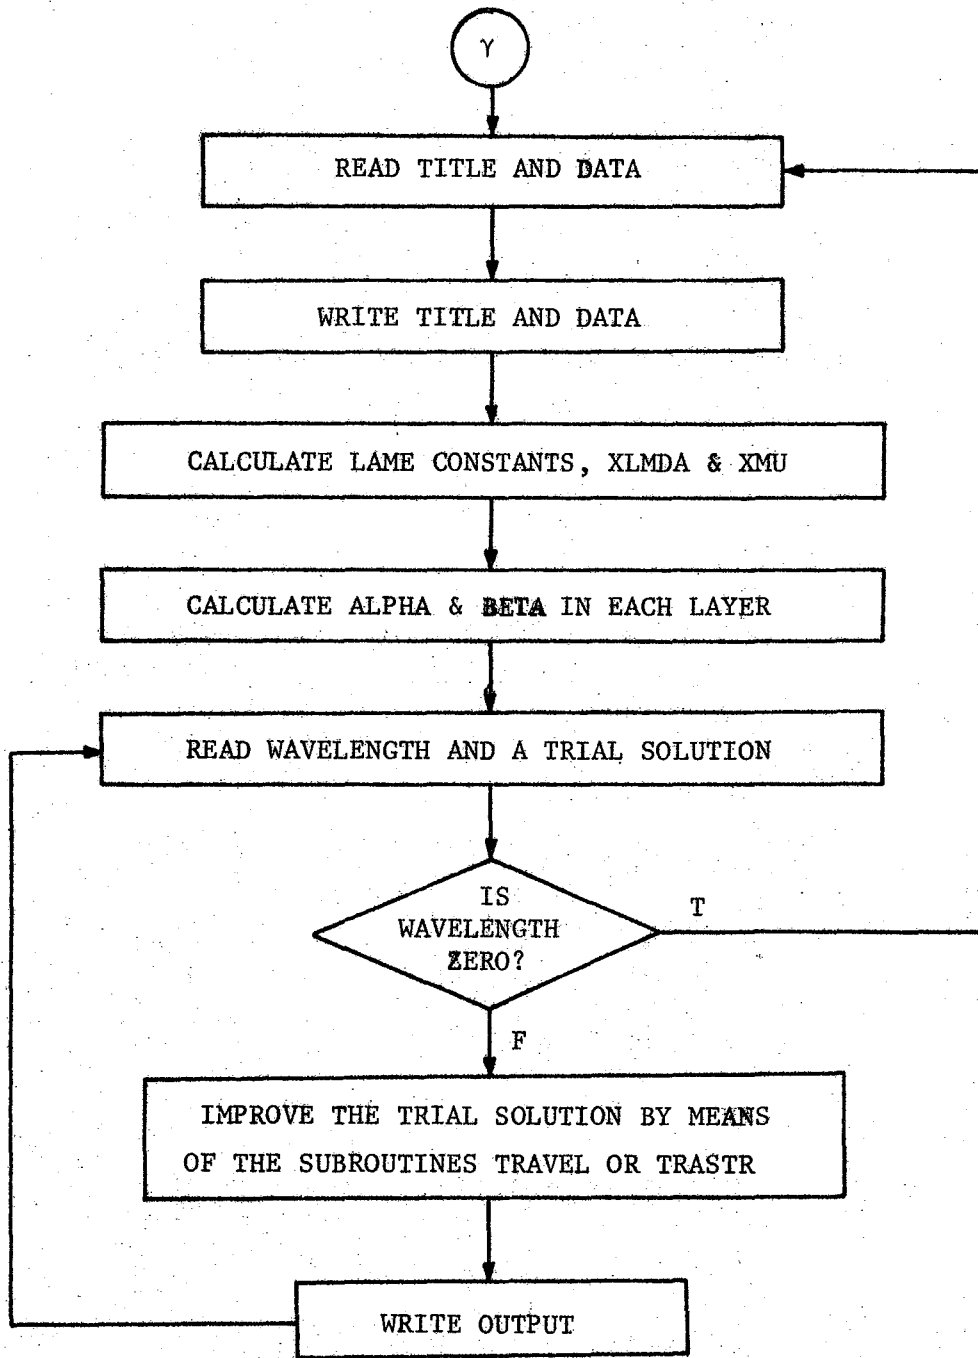 γ
READ TITLE AND DATA
WRITE TITLE AND DATA
CALCULATE LAME CONSTANTS, XLMDA & XMU
CALCULATE ALPHA & BETA IN EACH LAYER
READ WAVELENGTH AND A TRIAL SOLUTION
IS
WAVELENGTH
ZERO?
T
F
IMPROVE THE TRIAL SOLUTION BY MEANS
OF THE SUBROUTINES TRAVEL OR TRASTR
WRITE OUTPUT